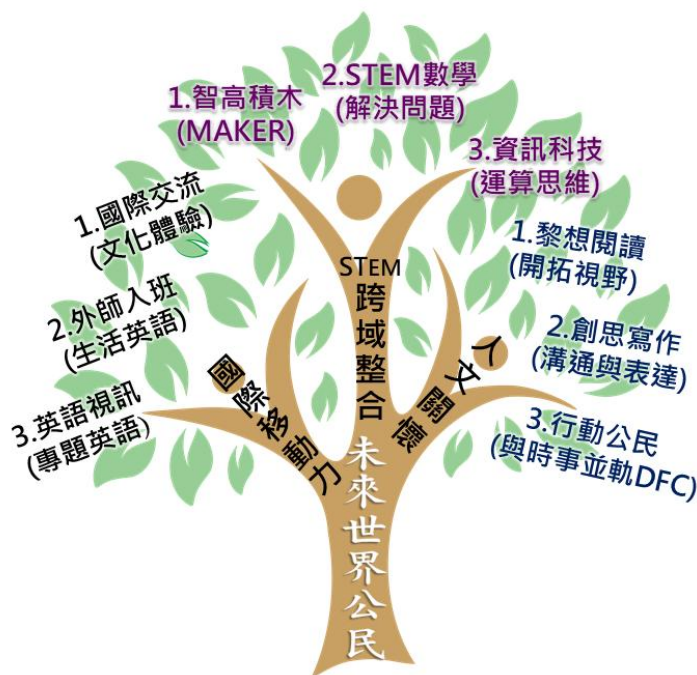 1.智高積木
(MAKER)
2.STEM數學
(解決問題)
3.資訊科技
(運算思維)
1.國際交流
(文化體驗)
2.外師入班
(生活英語)
3.英語視訊
(專題英語)
1.黎想閱讀
(開拓視野)
2.創思寫作
(溝通與表達)
3.行動公民
(與時事並軌DFC)
國際移動力
STEM
跨域整合
人文關懷
未來世界公民